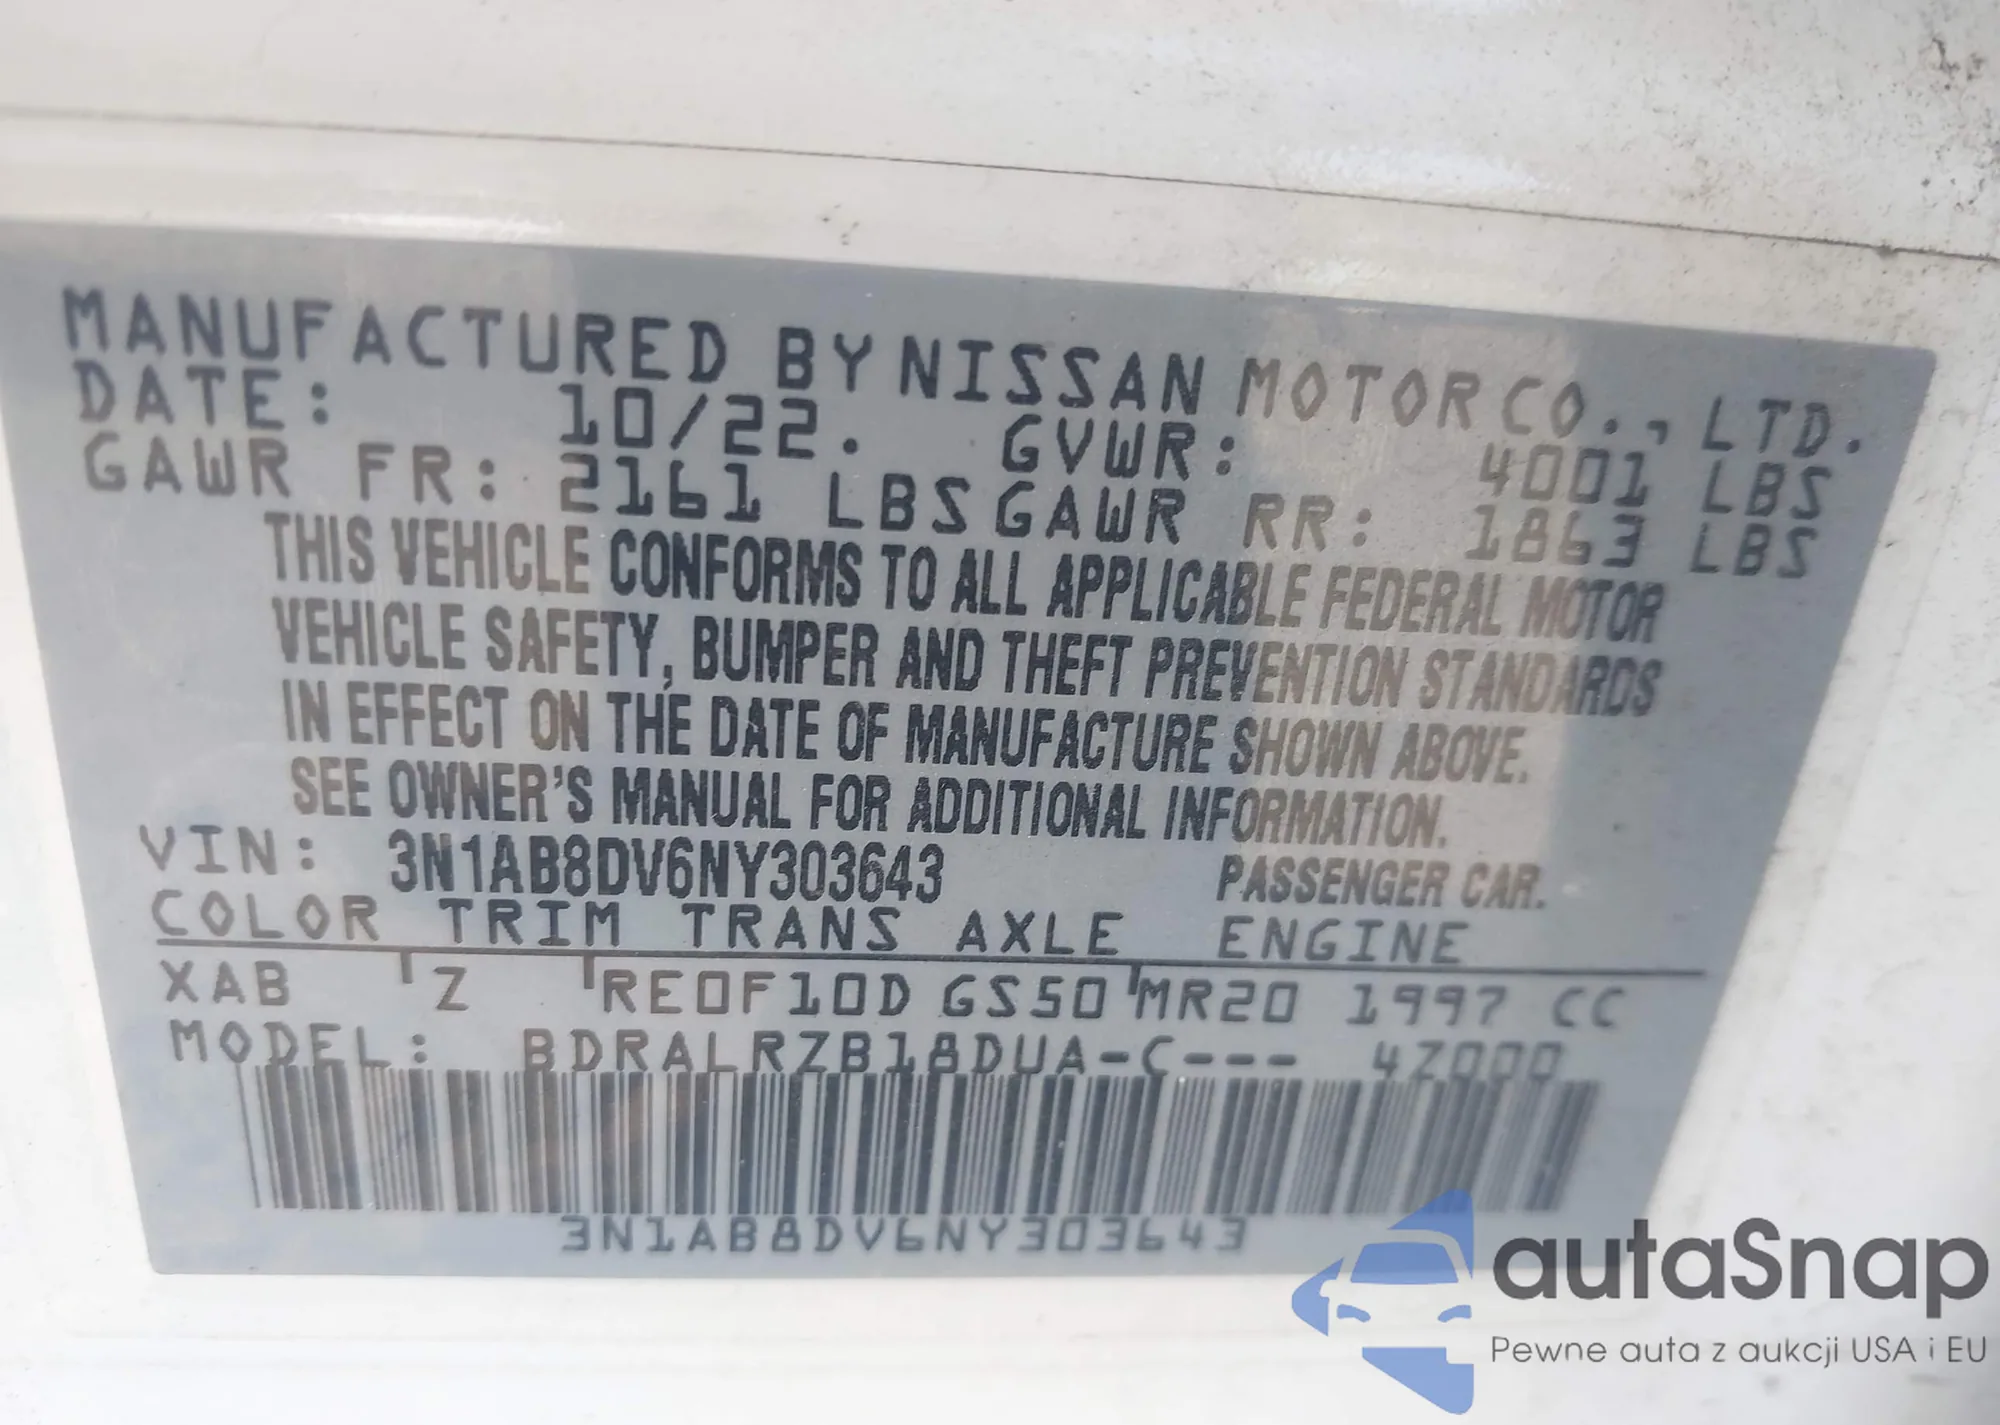 MANUFACTURED BY NISSAN MOTOR CO., LTD.
DATE: 10/22. GVWR: 4001 LBS
GAWR FR: 2161 LBS GAWR RR: 1863 LBS
THIS VEHICLE CONFORMS TO ALL APPLICABLE FEDERAL MOTOR
VEHICLE SAFETY, BUMPER AND THEFT PREVENTION STANDARDS
IN EFFECT ON THE DATE OF MANUFACTURE SHOWN ABOVE.
SEE OWNER'S MANUAL FOR ADDITIONAL INFORMATION.
VIN: 3N1AB8DV6NY303643 PASSENGER CAR.
COLOR TRIM TRANS AXLE ENGINE
XAB Z RE0F10D GS50 MR20 1997 CC
MODEL: BDRALRZB18DUA-C--- 4Z000
3N1AB8DV6NY303643
autaSnap
Pewne auta z aukcji USA i EU